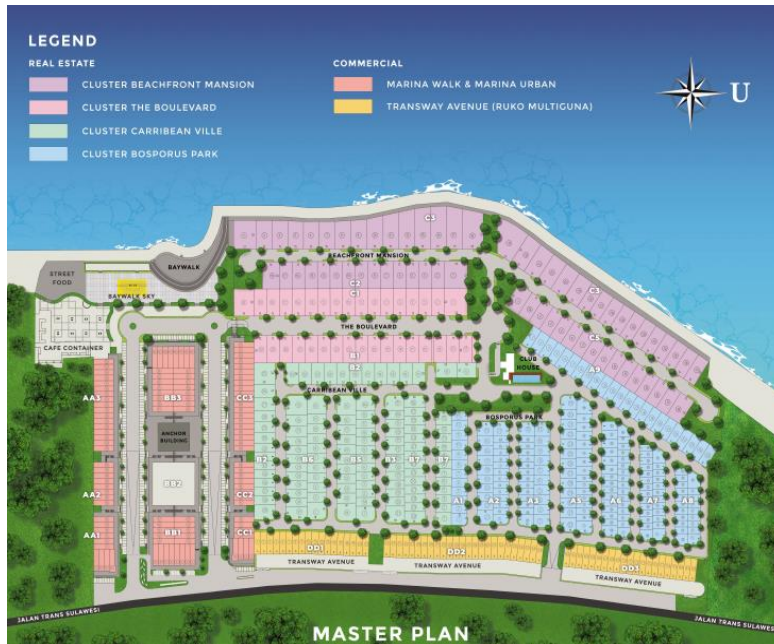 LEGEND
REAL ESTATE
CLUSTER BEACHFRONT MANSION
CLUSTER THE BOULEVARD
CLUSTER CARRIBEAN VILLE
CLUSTER BOSPORUS PARK
COMMERCIAL
MARINA WALK & MARINA URBAN
TRANSWAY AVENUE (RUKO MULTIGUNA)
U
C3
BEACHFRONT MANSION
BAYWALK
STREET
FOOD
BAYWALK SKY
C2
C1
C3
THE BOULEVARD
C5
CAFE CONTAINER
B1
B2
CLUB
HOUSE
A9
AA3
BB3
CC3
CARRIBEAN VILLE
BOSPORUS PARK
ANCHOR
BUILDING
B2
B6
B5
B3
B7
B7
A1
A2
A3
A5
A6
A7
A8
AA2
BB2
CC2
AA1
BB1
CC1
DD1
DD2
DD3
TRANSWAY AVENUE
TRANSWAY AVENUE
TRANSWAY AVENUE
JALAN TRANS SULAWESI
JALAN TRANS SULAWESI
MASTER PLAN